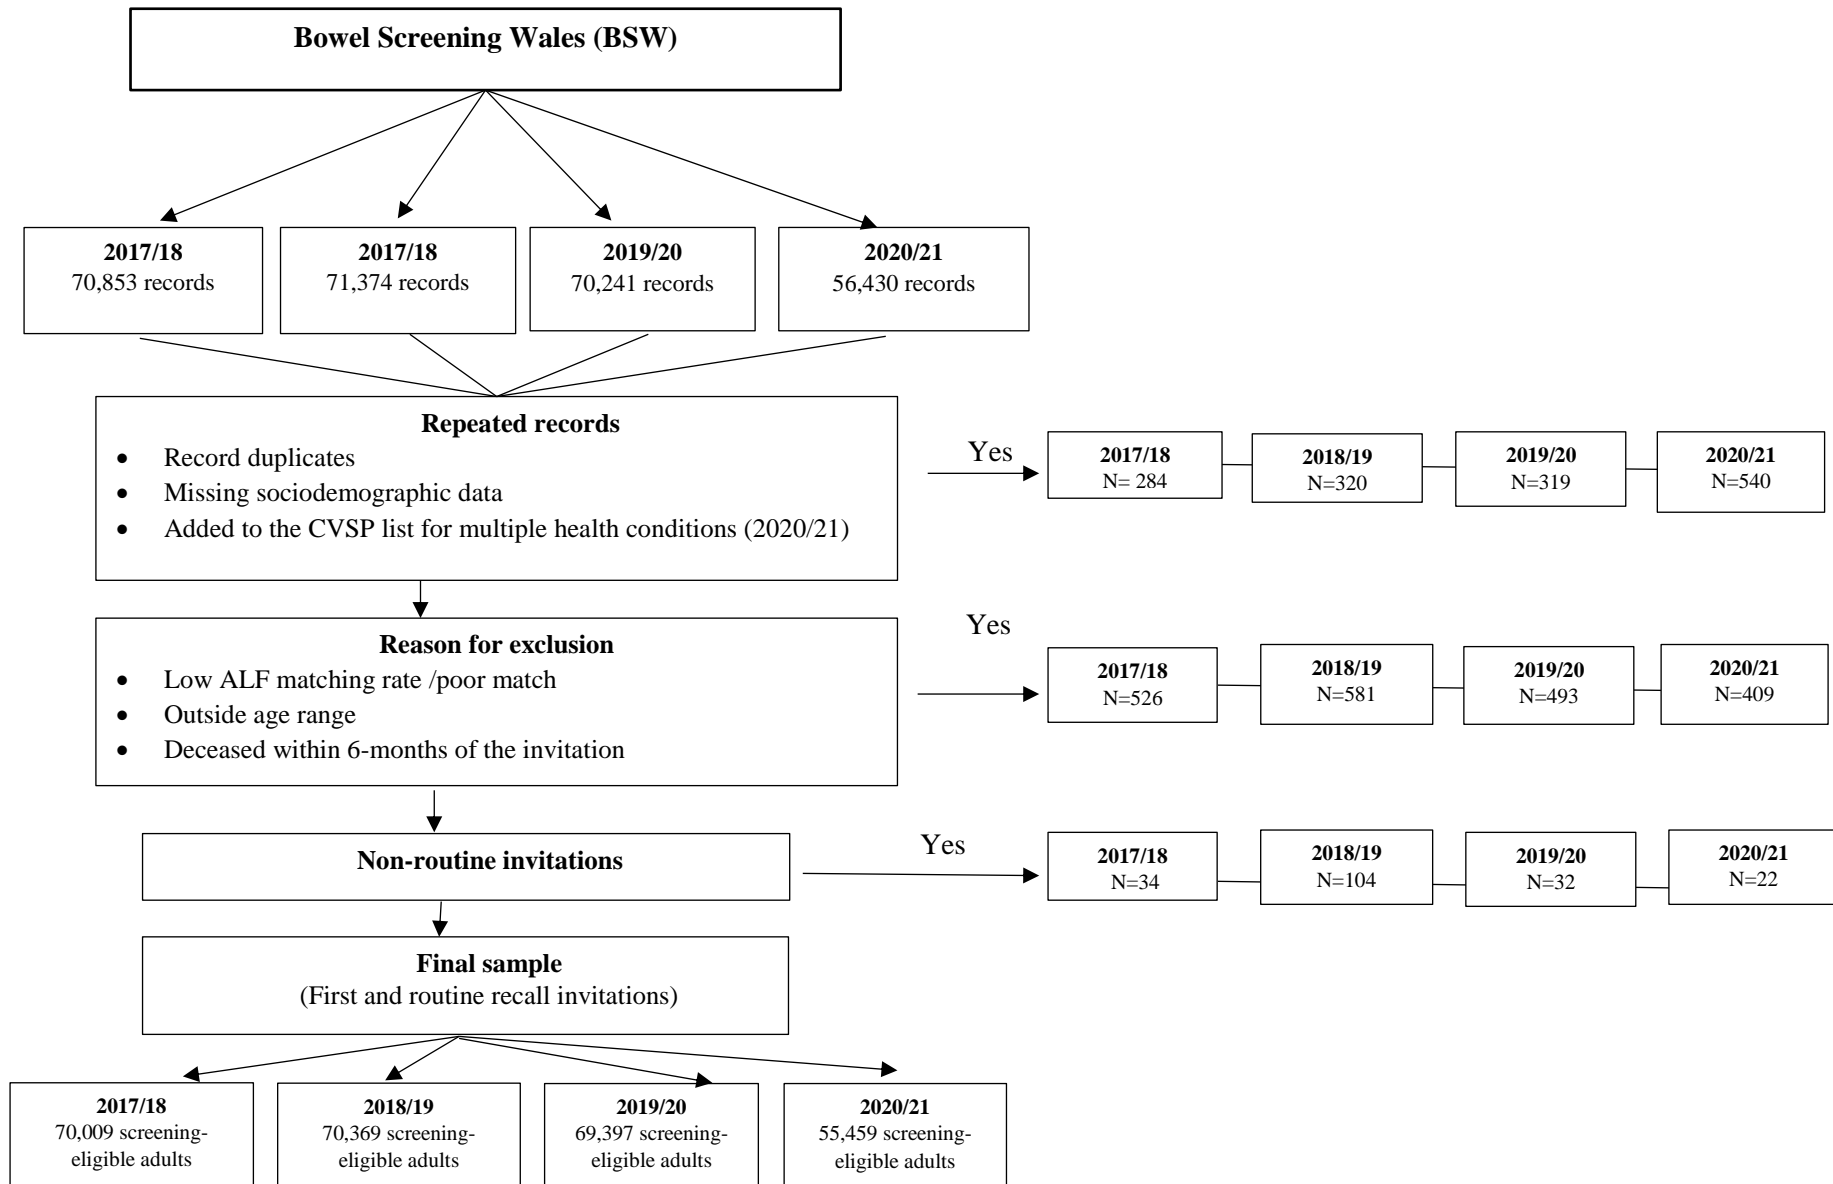 Bowel Screening Wales (BSW)
2017/18
70,853 records
2017/18
71,374 records
2019/20
70,241 records
2020/21
56,430 records
Repeated records
• Record duplicates
• Missing sociodemographic data
• Added to the CVSP list for multiple health conditions (2020/21)
Yes
2017/18
N= 284
2018/19
N=320
2019/20
N=319
2020/21
N=540
Reason for exclusion
• Low ALF matching rate /poor match
• Outside age range
• Deceased within 6-months of the invitation
Yes
2017/18
N=526
2018/19
N=581
2019/20
N=493
2020/21
N=409
Non-routine invitations
Yes
2017/18
N=34
2018/19
N=104
2019/20
N=32
2020/21
N=22
Final sample
(First and routine recall invitations)
2017/18
70,009 screening-
eligible adults
2018/19
70,369 screening-
eligible adults
2019/20
69,397 screening-
eligible adults
2020/21
55,459 screening-
eligible adults